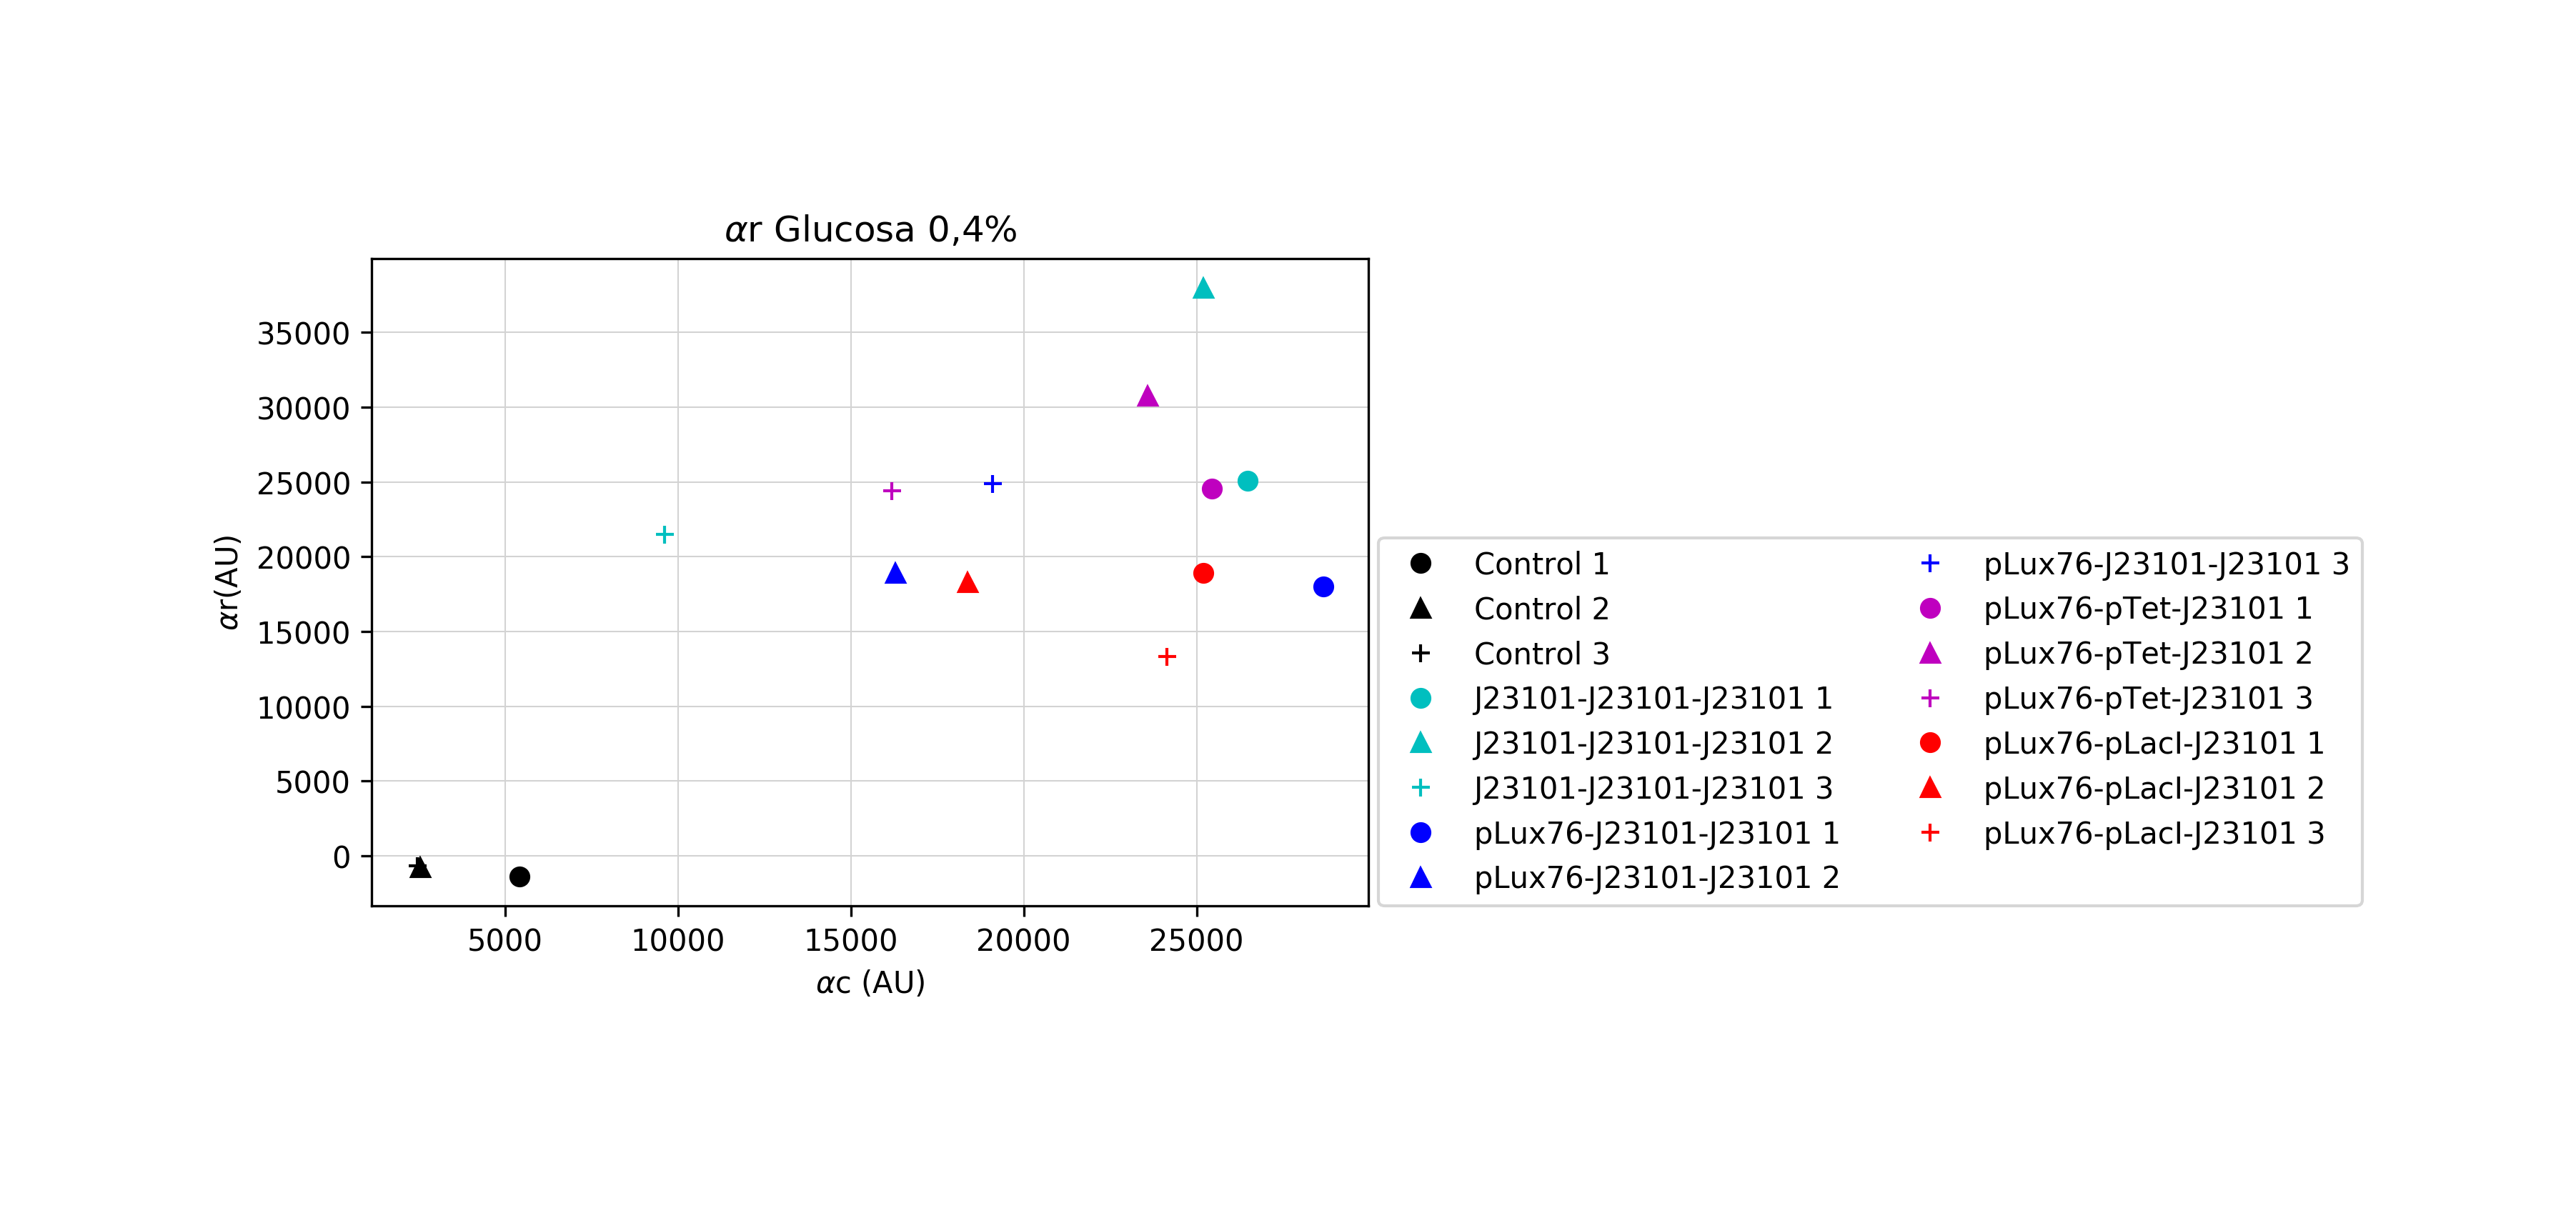 αr Glucosa 0,4%
αr(AU)
35000
30000
25000
20000
15000
10000
5000
0
5000 10000 15000 20000 25000
αc (AU)
Control 1
Control 2
Control 3
J23101-J23101-J23101 1
J23101-J23101-J23101 2
J23101-J23101-J23101 3
pLux76-J23101-J23101 1
pLux76-J23101-J23101 2
pLux76-J23101-J23101 3
pLux76-pTet-J23101 1
pLux76-pTet-J23101 2
pLux76-pTet-J23101 3
pLux76-pLacI-J23101 1
pLux76-pLacI-J23101 2
pLux76-pLacI-J23101 3